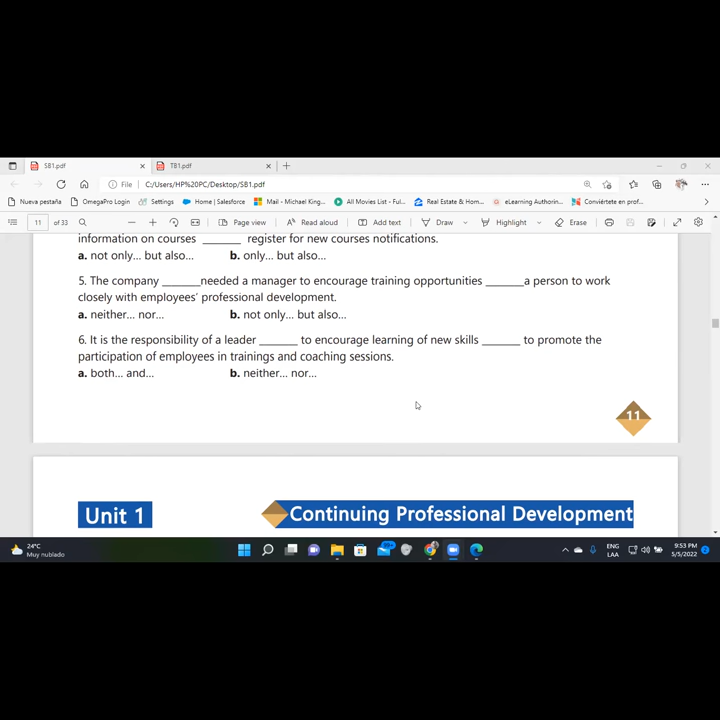 SB1.pdf
TB1.pdf
File
C:/Users/HP%20PC/Desktop/SB1.pdf
Nueva pestaña
OmegaPro Login
Settings
Home | Salesforce
Mail - Michael King...
All Movies List - Ful...
Real Estate & Hom...
eLearning Authorin...
Conviértete en prof...
11 of 33
Page view
Read aloud
Add text
Draw
Highlight
Erase
information on courses _______ register for new courses notifications.
a. not only... but also...
b. only... but also...
5. The company _______needed a manager to encourage training opportunities _______a person to work
closely with employees' professional development.
a. neither... nor...
b. not only... but also...
6. It is the responsibility of a leader _______ to encourage learning of new skills _______ to promote the
participation of employees in trainings and coaching sessions.
a. both... and...
b. neither... nor...
11
Unit 1
Continuing Professional Development
24°C
Muy nublado
ENG
LAA
9:53 PM
5/5/2022
2